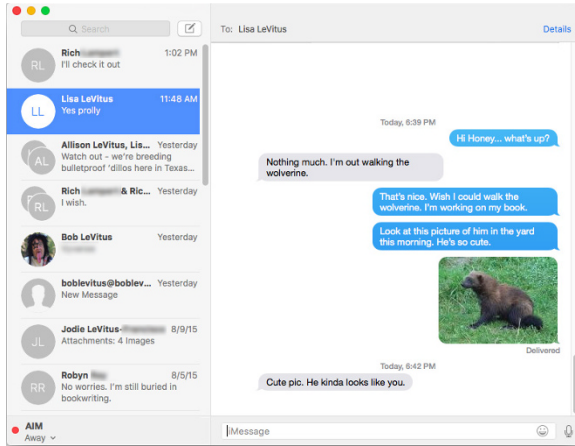 Search
To: Lisa LeVitus
Details
Rich
1:02 PM
I'll check it out
RL
Lisa LeVitus
11:48 AM
Yes prolly
LL
Allison LeVitus, Lis...
Yesterday
Watch out - we're breeding
bulletproof 'dillos here in Texas...
AL
Rich & Ric...
Yesterday
I wish.
RL
Bob LeVitus
Yesterday
boblevitus@boblev...
Yesterday
New Message
Jodie LeVitus-
8/9/15
Attachments: 4 Images
JL
Robyn
8/5/15
No worries. I'm still buried in
bookwriting.
RR
AIM
Away
Today, 6:39 PM
Hi Honey... what's up?
Nothing much. I'm out walking the
wolverine.
That's nice. Wish I could walk the
wolverine. I'm working on my book.
Look at this picture of him in the yard
this morning. He's so cute.
Delivered
Today, 6:42 PM
Cute pic. He kinda looks like you.
iMessage